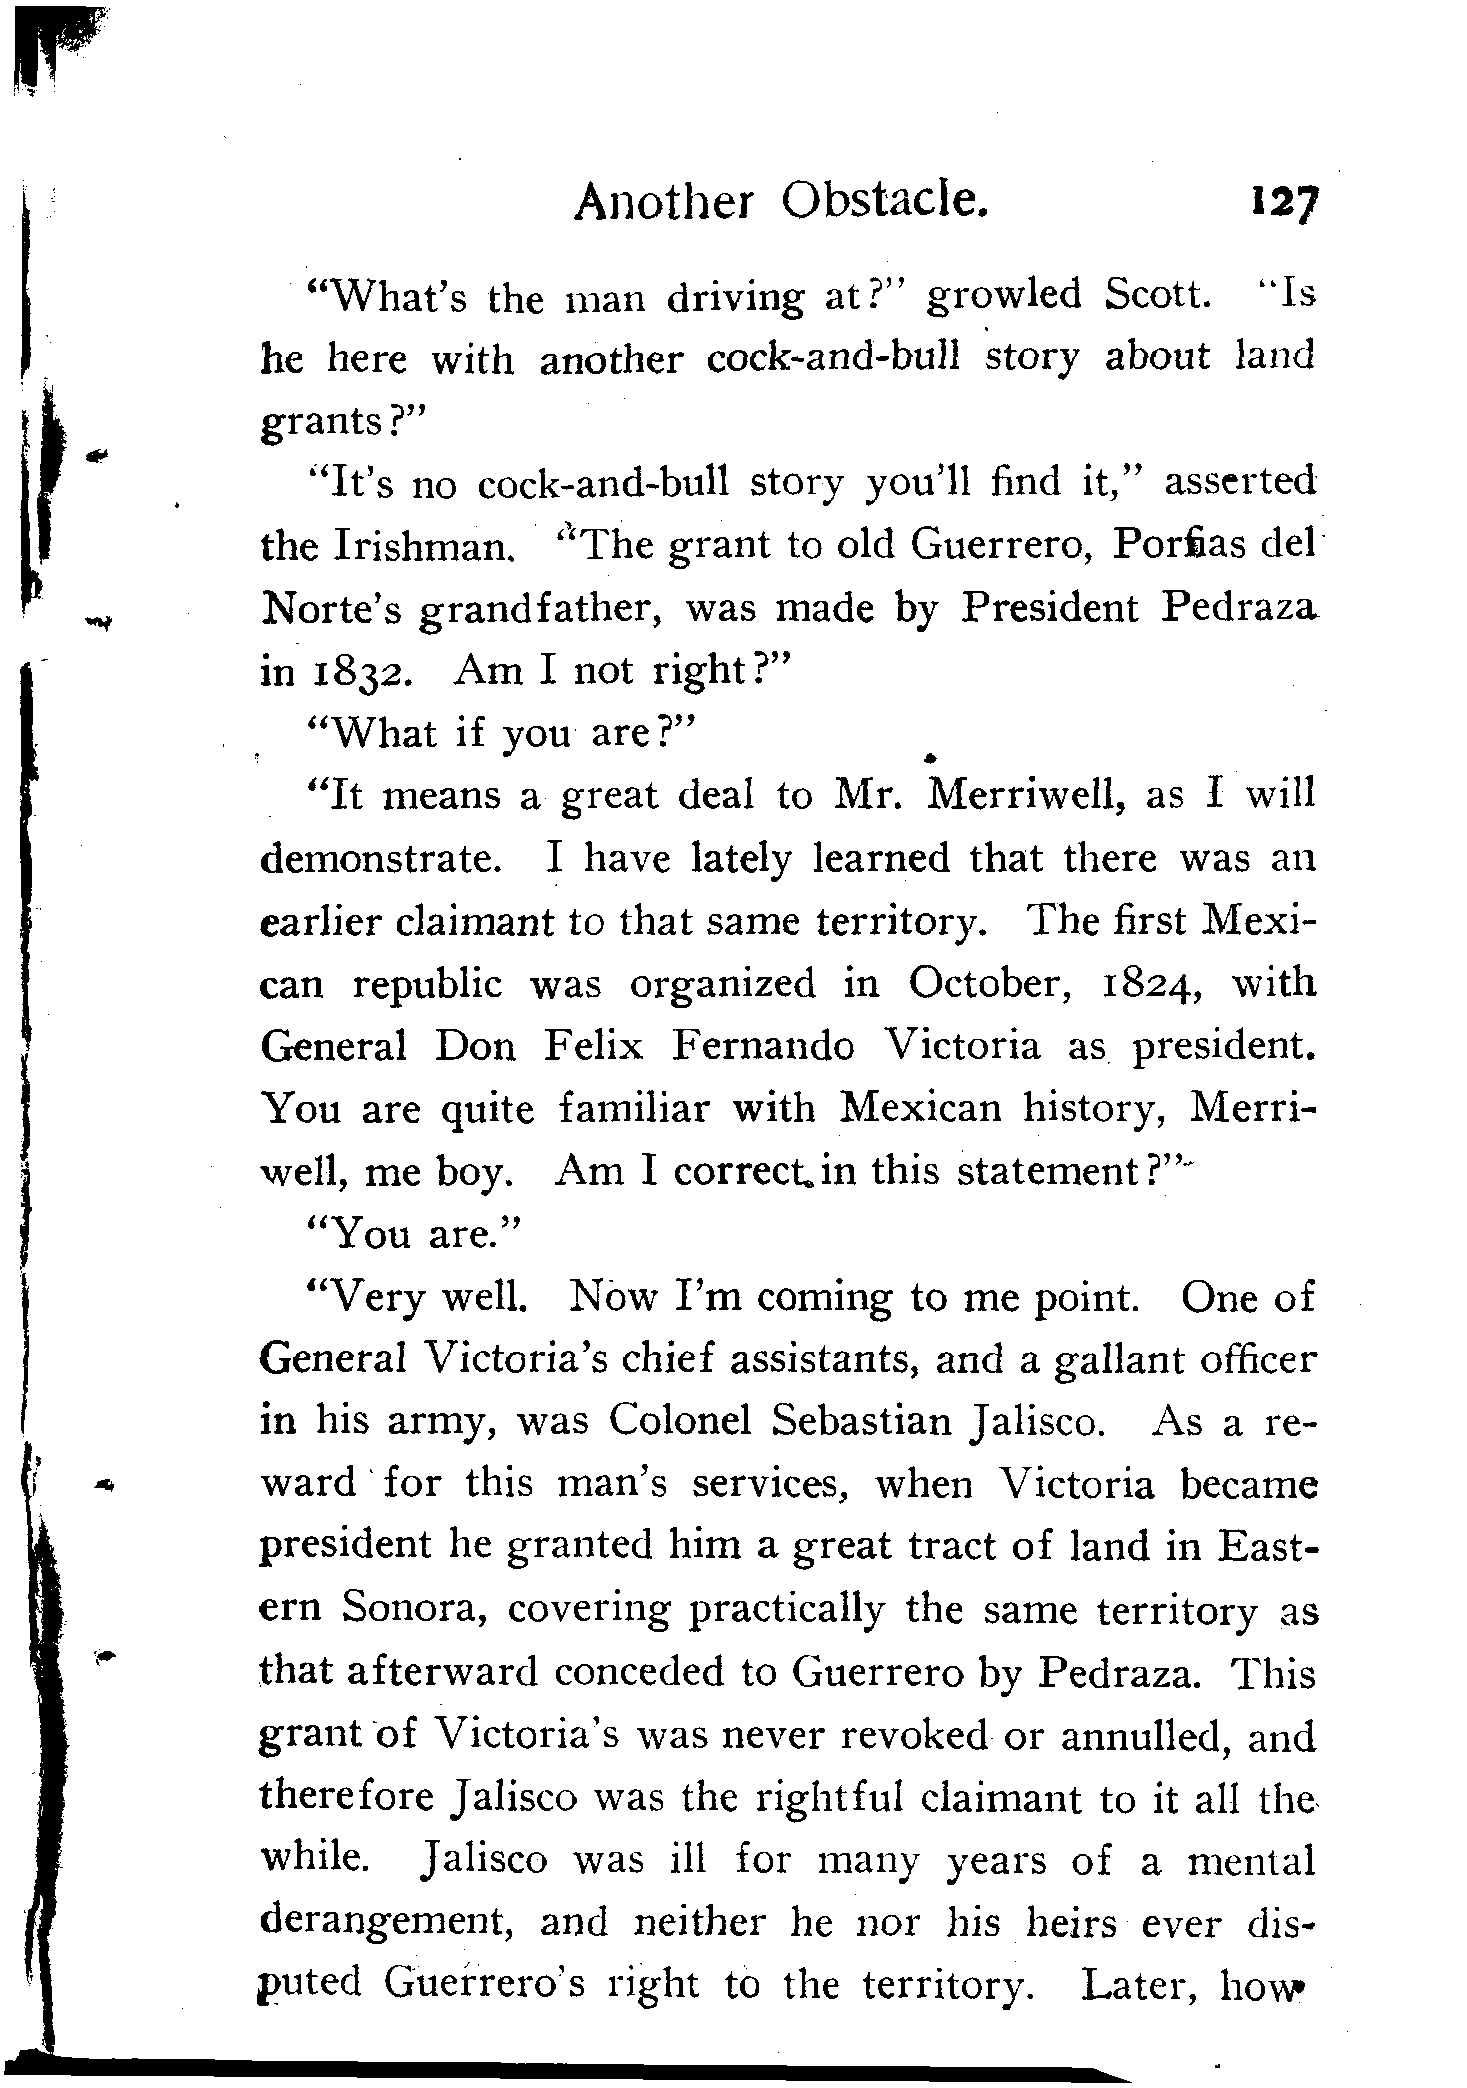 Another Obstacle. 127
“What’s the man driving at?” growled Scott. “Is
he here with another cock-and-bull story about land
grants?”
“It’s no cock-and-bull story you’ll find it,” asserted
the Irishman. “The grant to old Guerrero, Porfias del
Norte’s grandfather, was made by President Pedraza
in 1832. Am I not right?”
“What if you are?”
“It means a great deal to Mr. Merriwell, as I will
demonstrate. I have lately learned that there was an
earlier claimant to that same territory. The first Mexi-
can republic was organized in October, 1824, with
General Don Felix Fernando Victoria as president.
You are quite familiar with Mexican history, Merri-
well, me boy. Am I correct in this statement?”
“You are.”
“Very well. Now I’m coming to me point. One of
General Victoria’s chief assistants, and a gallant officer
in his army, was Colonel Sebastian Jalisco. As a re-
ward for this man’s services, when Victoria became
president he granted him a great tract of land in East-
ern Sonora, covering practically the same territory as
that afterward conceded to Guerrero by Pedraza. This
grant of Victoria’s was never revoked or annulled, and
therefore Jalisco was the rightful claimant to it all the
while. Jalisco was ill for many years of a mental
derangement, and neither he nor his heirs ever dis-
puted Guerrero’s right to the territory. Later, how-